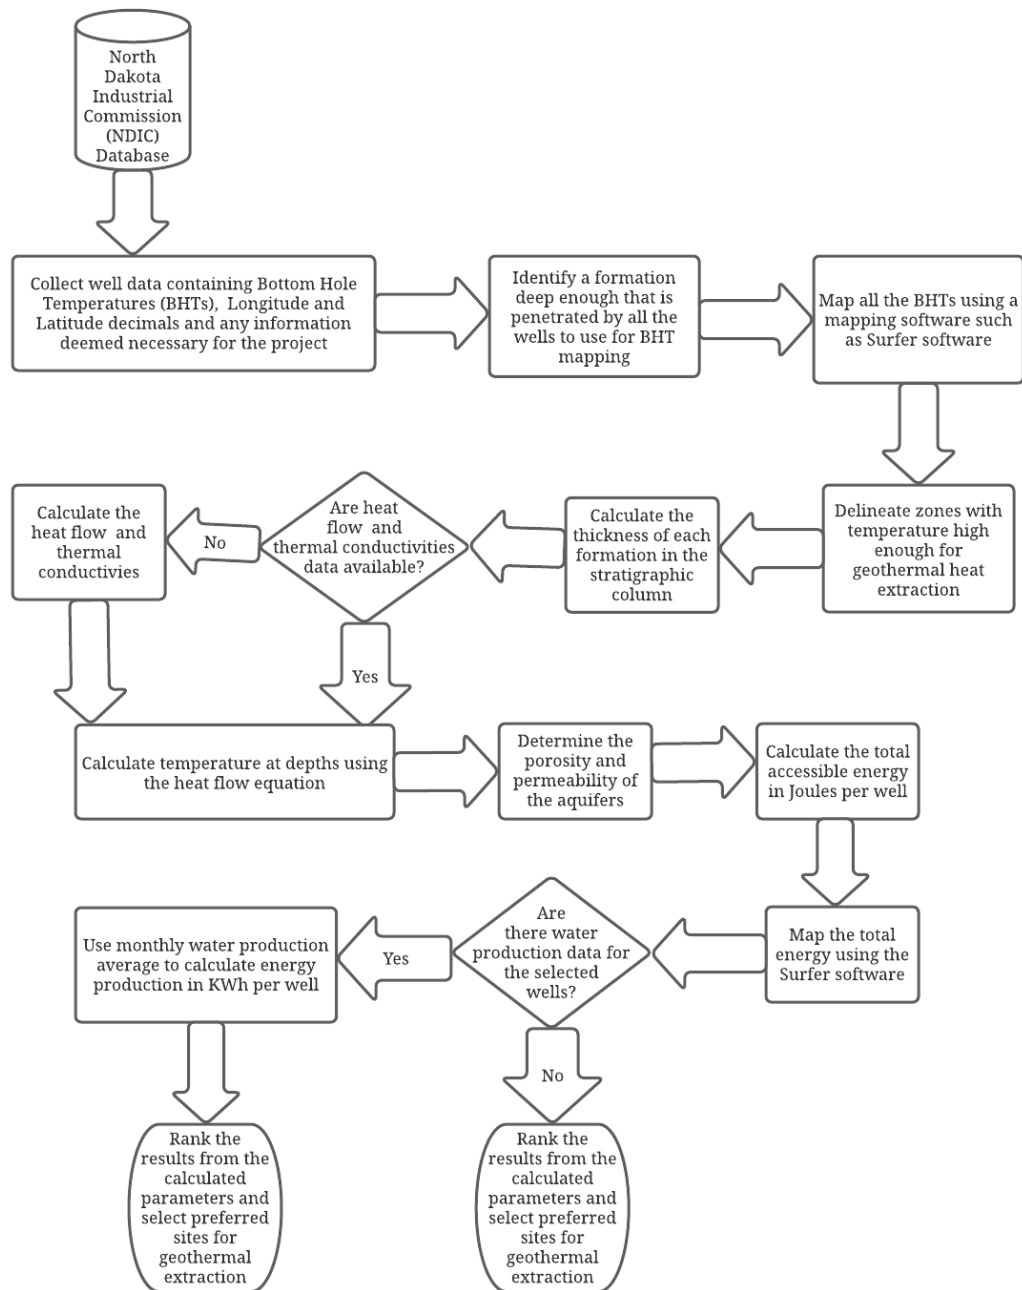 North
Dakota
Industrial
Commission
(NDIC)
Database
Collect well data containing Bottom Hole
Temperatures (BHTs), Longitude and
Latitude decimals and any information
deemed necessary for the project
Identify a formation
deep enough that is
penetrated by all the
wells to use for BHT
mapping
Map all the BHTs using a
mapping software such
as Surfer software
Delineate zones with
temperature high
enough for
geothermal heat
extraction
Calculate the
thickness of each
formation in the
stratigraphic
column
Are heat
flow and
thermal conductivities
data available?
No
Calculate the
heat flow and
thermal
conductivies
Yes
Calculate temperature at depths using
the heat flow equation
Determine the
porosity and
permeability of
the aquifers
Calculate the total
accessible energy
in Joules per well
Map the total
energy using the
Surfer software
Are
there water
production data for
the selected
wells?
Yes
Use monthly water production
average to calculate energy
production in KWh per well
No
Rank the
results from the
calculated
parameters and
select preferred
sites for
geothermal
extraction
Rank the
results from the
calculated
parameters and
select preferred
sites for
geothermal
extraction